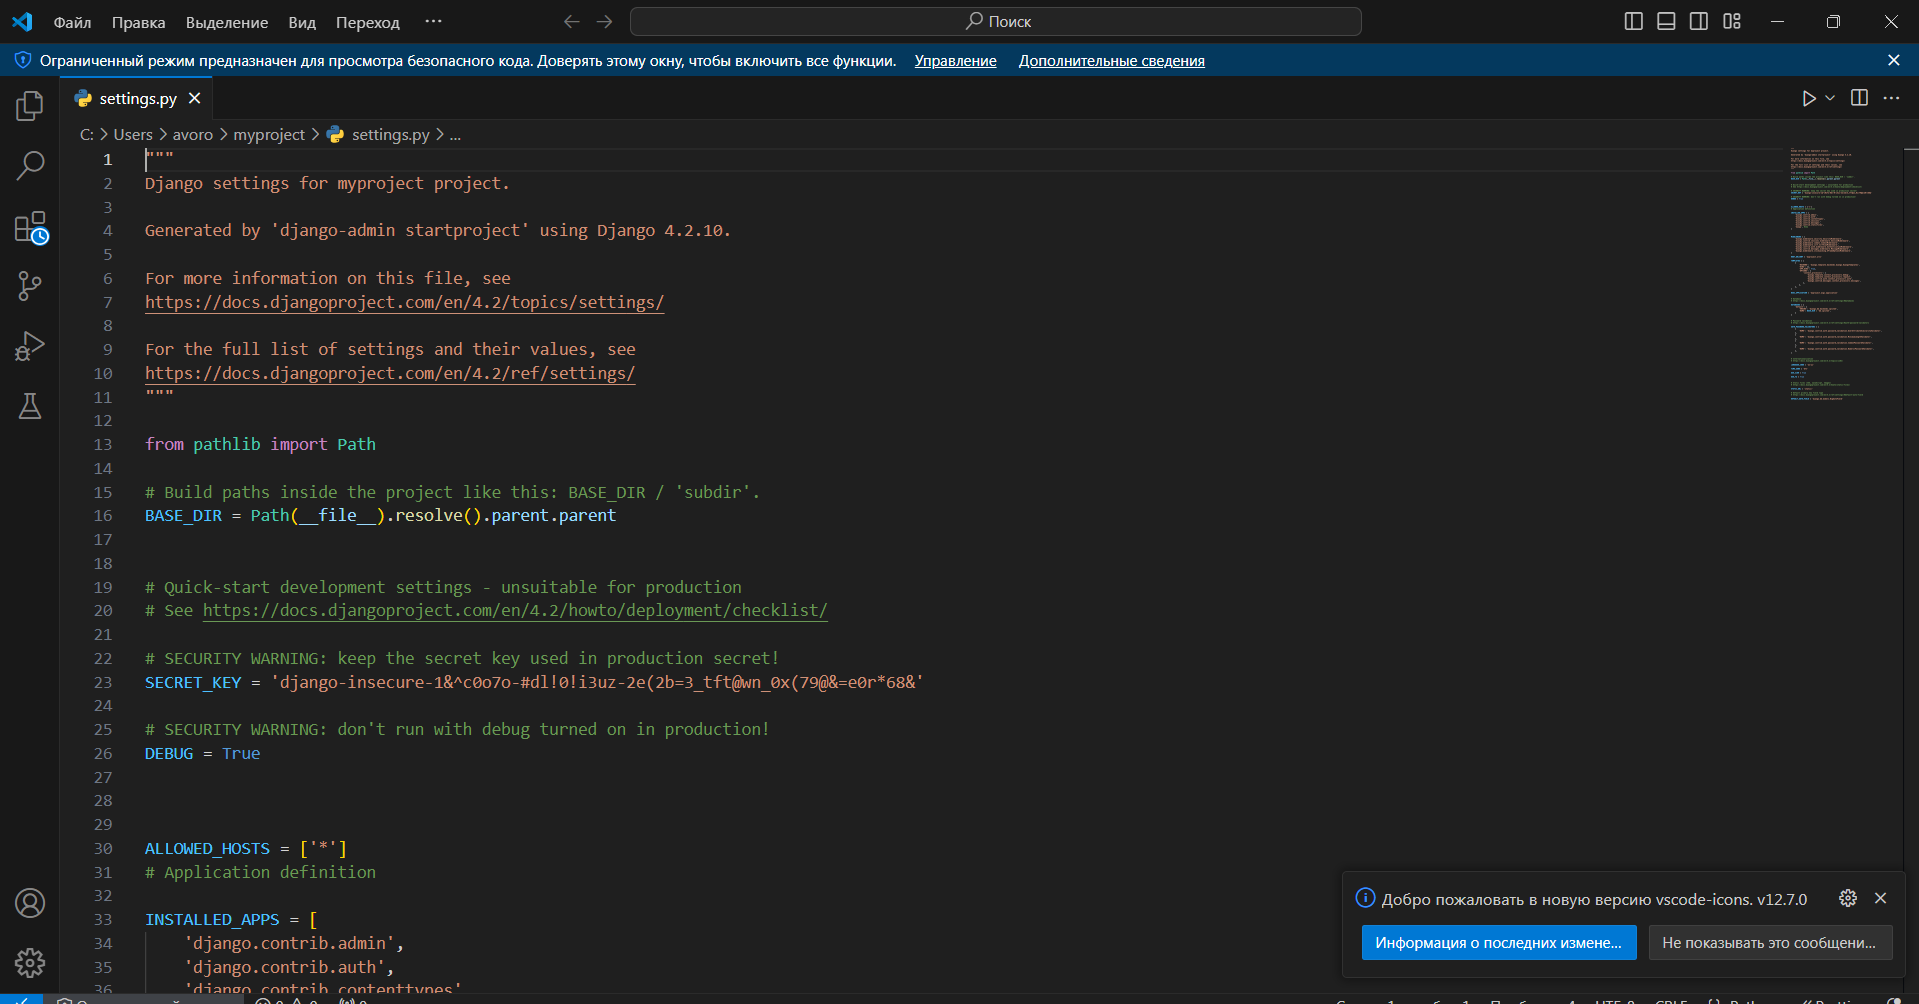 Файл Правка Выделение Вид Переход ··· Поиск
Ограниченный режим предназначен для просмотра безопасного кода. Доверять этому окну, чтобы включить все функции. Управление Дополнительные сведения
settings.py
C: > Users > avoro > myproject > settings.py > ...
1 """
2 Django settings for myproject project.
3
4 Generated by 'django-admin startproject' using Django 4.2.10.
5
6 For more information on this file, see
7 https://docs.djangoproject.com/en/4.2/topics/settings/
8
9 For the full list of settings and their values, see
10 https://docs.djangoproject.com/en/4.2/ref/settings/
11 """
12
13 from pathlib import Path
14
15 # Build paths inside the project like this: BASE_DIR / 'subdir'.
16 BASE_DIR = Path(__file__).resolve().parent.parent
17
18
19 # Quick-start development settings - unsuitable for production
20 # See https://docs.djangoproject.com/en/4.2/howto/deployment/checklist/
21
22 # SECURITY WARNING: keep the secret key used in production secret!
23 SECRET_KEY = 'django-insecure-1&^c0o7o-#dl!0!i3uz-2e(2b=3_tft@wn_0x(79@&=e0r*68&'
24
25 # SECURITY WARNING: don't run with debug turned on in production!
26 DEBUG = True
27
28
29
30 ALLOWED_HOSTS = ['*']
31 # Application definition
32
33 INSTALLED_APPS = [
34 'django.contrib.admin',
35 'django.contrib.auth',
36 'django.contrib.contenttypes'
Добро пожаловать в новую версию vscode-icons. v12.7.0
Информация о последних измене...
Не показывать это сообщени...